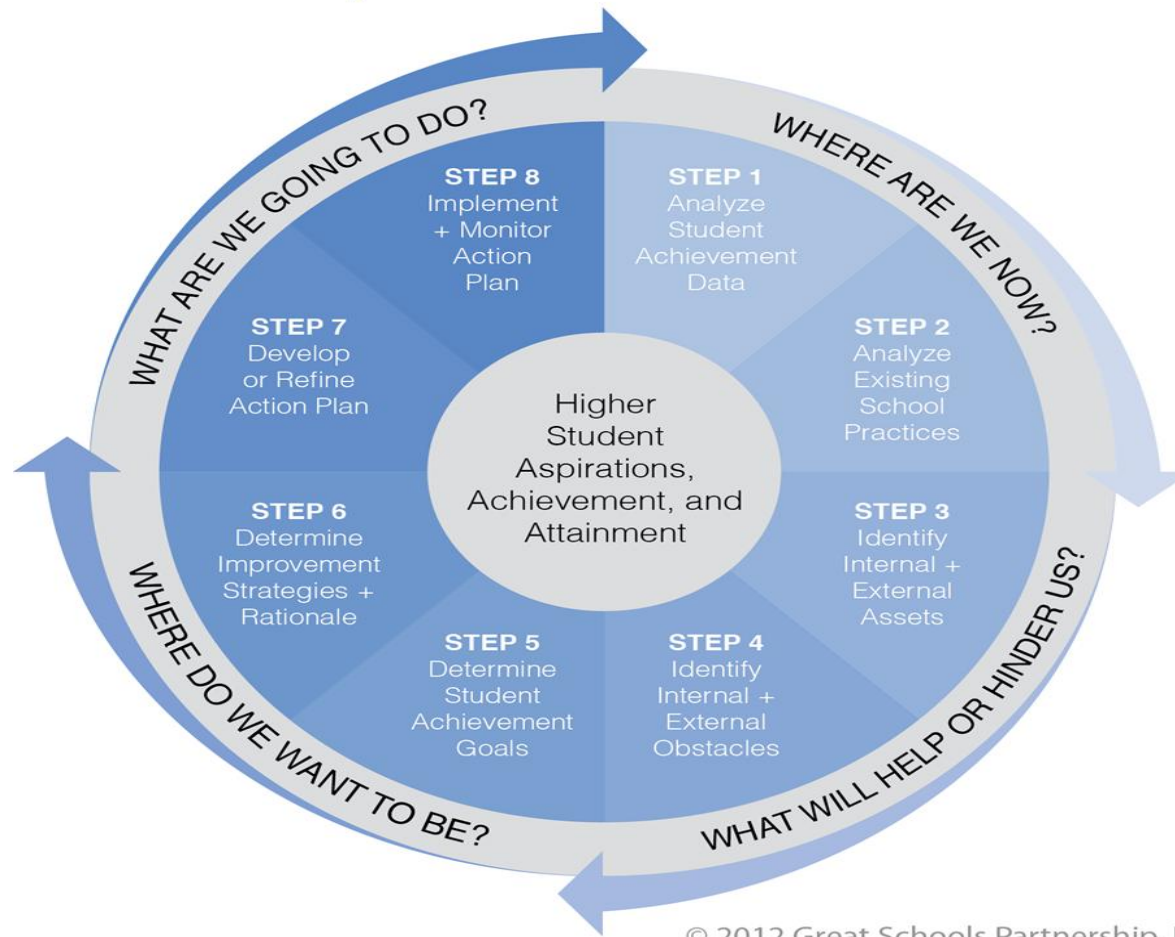 WHAT ARE WE GOING TO DO?
WHERE ARE WE NOW?
STEP 8
Implement
+ Monitor
Action
Plan
STEP 1
Analyze
Student
Achievement
Data
STEP 7
Develop
or Refine
Action Plan
STEP 2
Analyze
Existing
School
Practices
Higher
Student
Aspirations,
Achievement, and
Attainment
STEP 6
Determine
Improvement
Strategies +
Rationale
STEP 3
Identify
Internal +
External
Assets
STEP 5
Determine
Student
Achievement
Goals
STEP 4
Identify
Internal +
External
Obstacles
WHERE DO WE WANT TO BE?
WHAT WILL HELP OR HINDER US?
© 2012 Great Schools Partnership